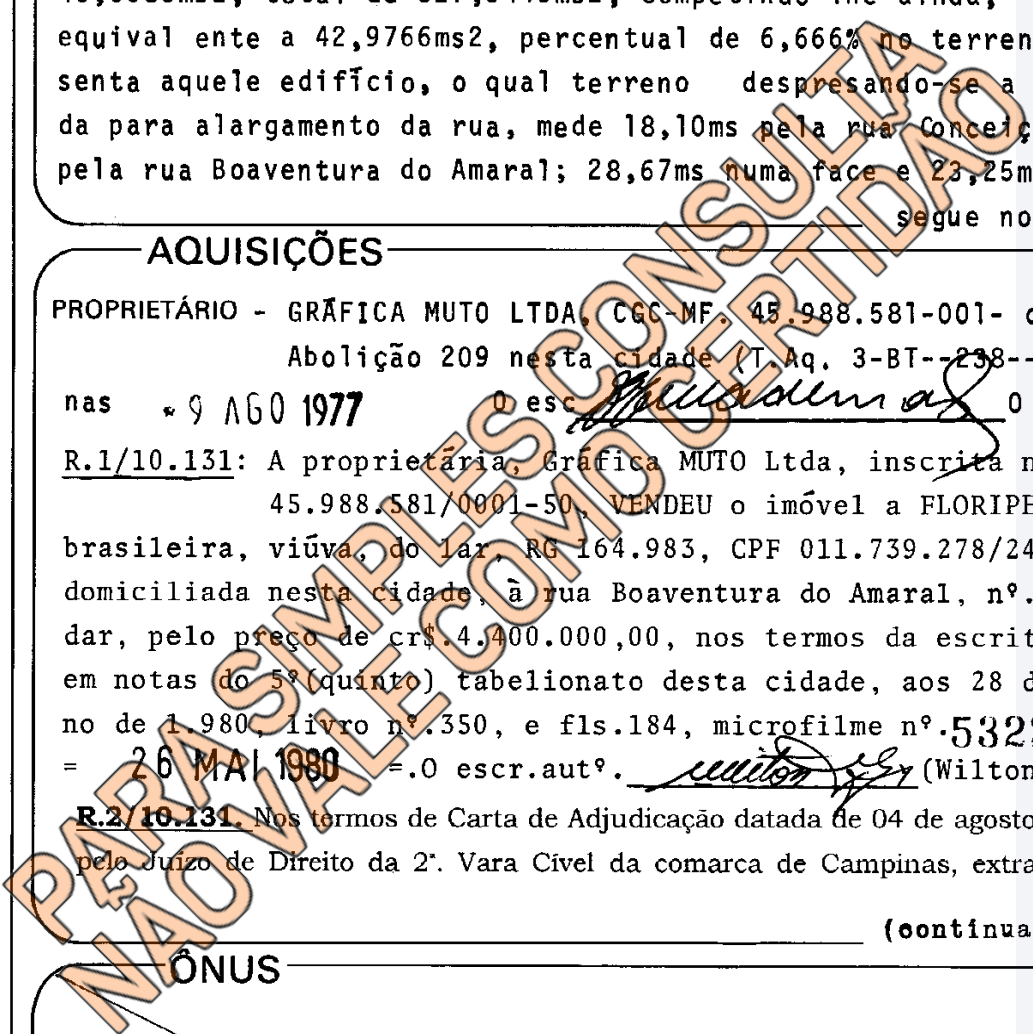 equival ente a 42,9766ms2, percentual de 6,666% no terren
senta aquele edifício, o qual terreno despresando-se a
da para alargamento da rua, mede 18,10ms pela rua Conceiç
pela rua Boaventura do Amaral; 28,67ms numa face e 23,25m
segue no
AQUISIÇÕES
PROPRIETÁRIO - GRÁFICA MUTO LTDA, CGC-MF. 45.988.581-001-
Abolição 209 nesta cidade (T.Aq. 3-BT--238--
nas 9 AGO 1977 O esc O
R.1/10.131: A proprietária, Gráfica MUTO Ltda, inscrita n
45.988.581/0001-50, VENDEU o imóvel a FLORIPE
brasileira, viúva, do lar, RG 164.983, CPF 011.739.278/24
domiciliada nesta cidade, à rua Boaventura do Amaral, nº.
dar, pelo preço de cr$.4.400.000,00, nos termos da escrit
em notas do 5º(quinto) tabelionato desta cidade, aos 28 d
no de 1.980, livro nº.350, e fls.184, microfilme nº.532
= 26 MAI 1980 =.O escr.autº. (Wilton
R.2/10.131. Nos termos de Carta de Adjudicação datada de 04 de agosto
pelo Juízo de Direito da 2ª. Vara Cível da comarca de Campinas, extra
(continua
ÔNUS
PARA SIMPLES CONSULTA
NÃO VALE COMO CERTIDÃO